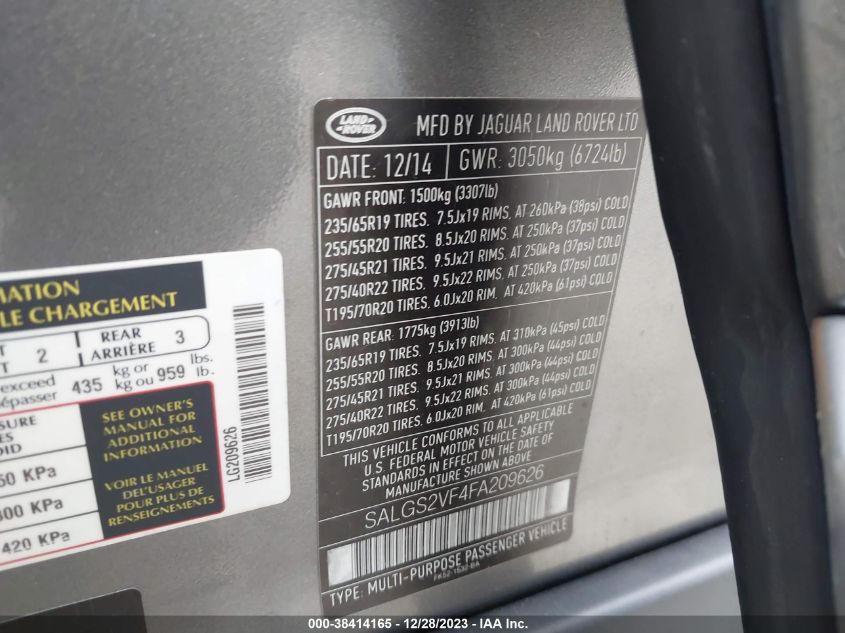 LAND-
ROVER
MFD BY JAGUAR LAND ROVER LTD
DATE: 12/14
GWR: 3050kg (6724lb)
GAWR FRONT: 1500kg (3307lb)
235/65R19 TIRES. 7.5Jx19 RIMS, AT 260kPa (38psi) COLD
255/55R20 TIRES. 8.5Jx20 RIMS, AT 250kPa (37psi) COLD
275/45R21 TIRES. 9.5Jx21 RIMS, AT 250kPa (37psi) COLD
275/40R22 TIRES. 9.5Jx22 RIMS, AT 250kPa (37psi) COLD
T195/70R20 TIRES. 6.0Jx20 RIM. AT 420kPa (61psi) COLD
GAWR REAR: 1775kg (3913lb)
235/65R19 TIRES. 7.5Jx19 RIMS, AT 310kPa (45psi) COLD
255/55R20 TIRES. 8.5Jx20 RIMS, AT 300kPa (44psi) COLD
275/45R21 TIRES. 9.5Jx21 RIMS, AT 300kPa (44psi) COLD
275/40R22 TIRES. 9.5Jx22 RIMS, AT 300kPa (44psi) COLD
T195/70R20 TIRES. 6.0Jx20 RIM. AT 420kPa (61psi) COLD
THIS VEHICLE CONFORMS TO ALL APPLICABLE
U.S. FEDERAL MOTOR VEHICLE SAFETY
STANDARDS IN EFFECT ON THE DATE OF
MANUFACTURE SHOWN ABOVE.
SALGS2VF4FA209626
TYPE: MULTI-PURPOSE PASSENGER VEHICLE
MATION
LE CHARGEMENT
T 2
REAR 3
ARRIÈRE
exceed
dépasser
435 kg or
kg ou 959 lbs.
lb.
SURE
ES
OID
50 KPa
300 KPa
420 KPa
SEE OWNER'S
MANUAL FOR
ADDITIONAL
INFORMATION
VOIR LE MANUEL
DE L'USAGER
POUR PLUS DE
RENSEIGNEMENTS
LG209626
000-38414165 - 12/28/2023 - IAA Inc.